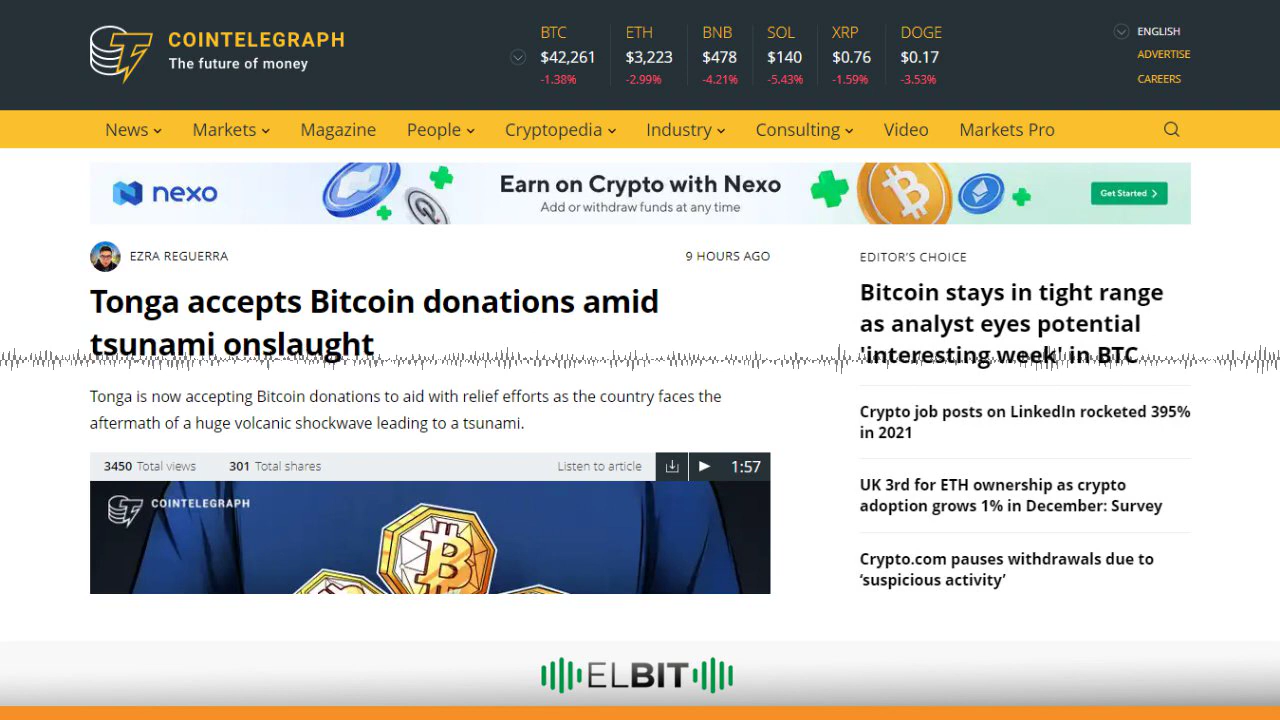 COINTELEGRAPH
The future of money
BTC
$42,261
-1.38%
ETH
$3,223
-2.99%
BNB
$478
-4.21%
SOL
$140
-5.43%
XRP
$0.76
-1.59%
DOGE
$0.17
-3.53%
ENGLISH
ADVERTISE
CAREERS
News Markets Magazine People Cryptopedia Industry Consulting Video Markets Pro
nexo
Earn on Crypto with Nexo
Add or withdraw funds at any time
Get Started
EZRA REGUERRA 9 HOURS AGO
Tonga accepts Bitcoin donations amid
tsunami onslaught
Tonga is now accepting Bitcoin donations to aid with relief efforts as the country faces the
aftermath of a huge volcanic shockwave leading to a tsunami.
3450 Total views 301 Total shares Listen to article 1:57
COINTELEGRAPH
EDITOR'S CHOICE
Bitcoin stays in tight range
as analyst eyes potential
'interesting week' in BTC
Crypto job posts on LinkedIn rocketed 395%
in 2021
UK 3rd for ETH ownership as crypto
adoption grows 1% in December: Survey
Crypto.com pauses withdrawals due to
‘suspicious activity’
ELBIT